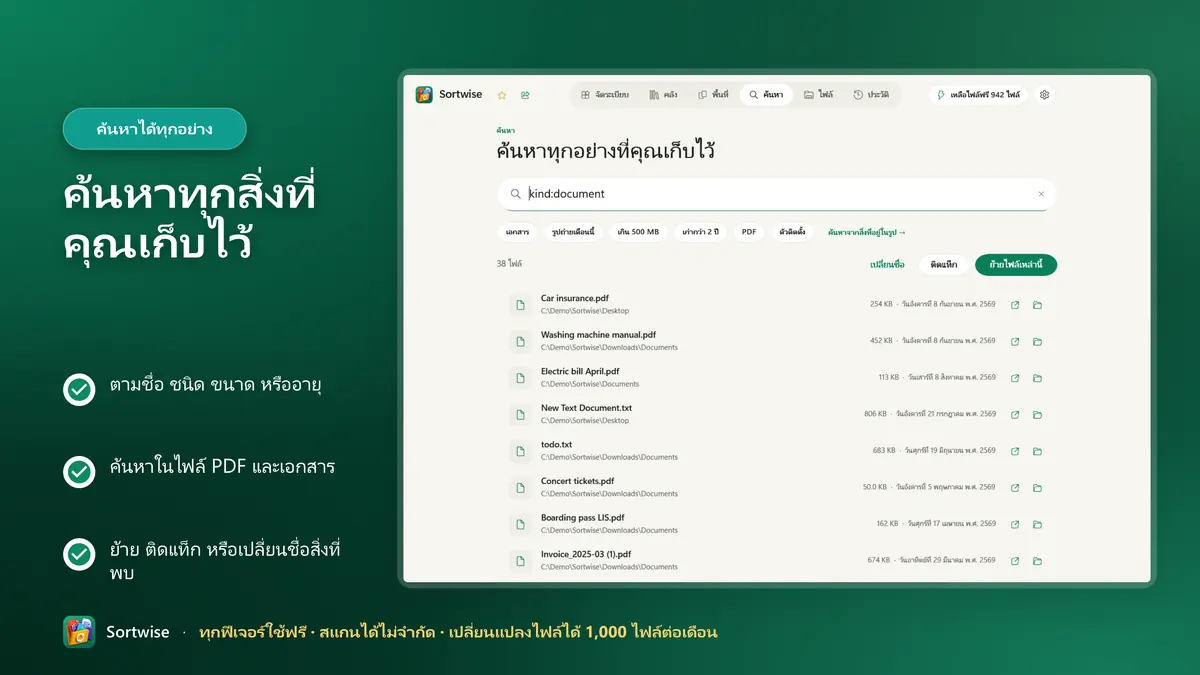 ค้นหาได้ทุกอย่าง
ค้นหาทุกสิ่งที่
คุณเก็บไว้
ตามชื่อ ชนิด ขนาด หรืออายุ
ค้นหาในไฟล์ PDF และเอกสาร
ย้าย ติดแท็ก หรือเปลี่ยนชื่อสิ่งที่
พบ
Sortwise
จัดระเบียบ
คลัง
พื้นที่
ค้นหา
ไฟล์
ประวัติ
เหลือไฟล์ฟรี 942 ไฟล์
ค้นหา
ค้นหาทุกอย่างที่คุณเก็บไว้
kind:document
เอกสาร
รูปถ่ายเดือนนี้
เกิน 500 MB
เก่ากว่า 2 ปี
PDF
ตัวติดตั้ง
ค้นหาจากสิ่งที่อยู่ในรูป →
38 ไฟล์
เปลี่ยนชื่อ
ติดแท็ก
ย้ายไฟล์เหล่านี้
Car insurance.pdf
254 KB · วันอังคารที่ 8 กันยายน พ.ศ. 2569
C:\Demo\Sortwise\Desktop
Washing machine manual.pdf
452 KB · วันอังคารที่ 8 กันยายน พ.ศ. 2569
C:\Demo\Sortwise\Downloads\Documents
Electric bill April.pdf
113 KB · วันเสาร์ที่ 8 สิงหาคม พ.ศ. 2569
C:\Demo\Sortwise\Documents
New Text Document.txt
806 KB · วันอังคารที่ 21 กรกฎาคม พ.ศ. 2569
C:\Demo\Sortwise\Desktop
todo.txt
683 KB · วันศุกร์ที่ 19 มิถุนายน พ.ศ. 2569
C:\Demo\Sortwise\Downloads\Documents
Concert tickets.pdf
50.0 KB · วันอังคารที่ 5 พฤษภาคม พ.ศ. 2569
C:\Demo\Sortwise\Downloads\Documents
Boarding pass LIS.pdf
162 KB · วันศุกร์ที่ 17 เมษายน พ.ศ. 2569
C:\Demo\Sortwise\Downloads\Documents
Invoice_2025-03 (1).pdf
674 KB · วันอาทิตย์ที่ 29 มีนาคม พ.ศ. 2569
C:\Demo\Sortwise\Downloads\Documents
Sortwise · ทุกฟีเจอร์ใช้ฟรี · สแกนได้ไม่จำกัด · เปลี่ยนแปลงไฟล์ได้ 1,000 ไฟล์ต่อเดือน